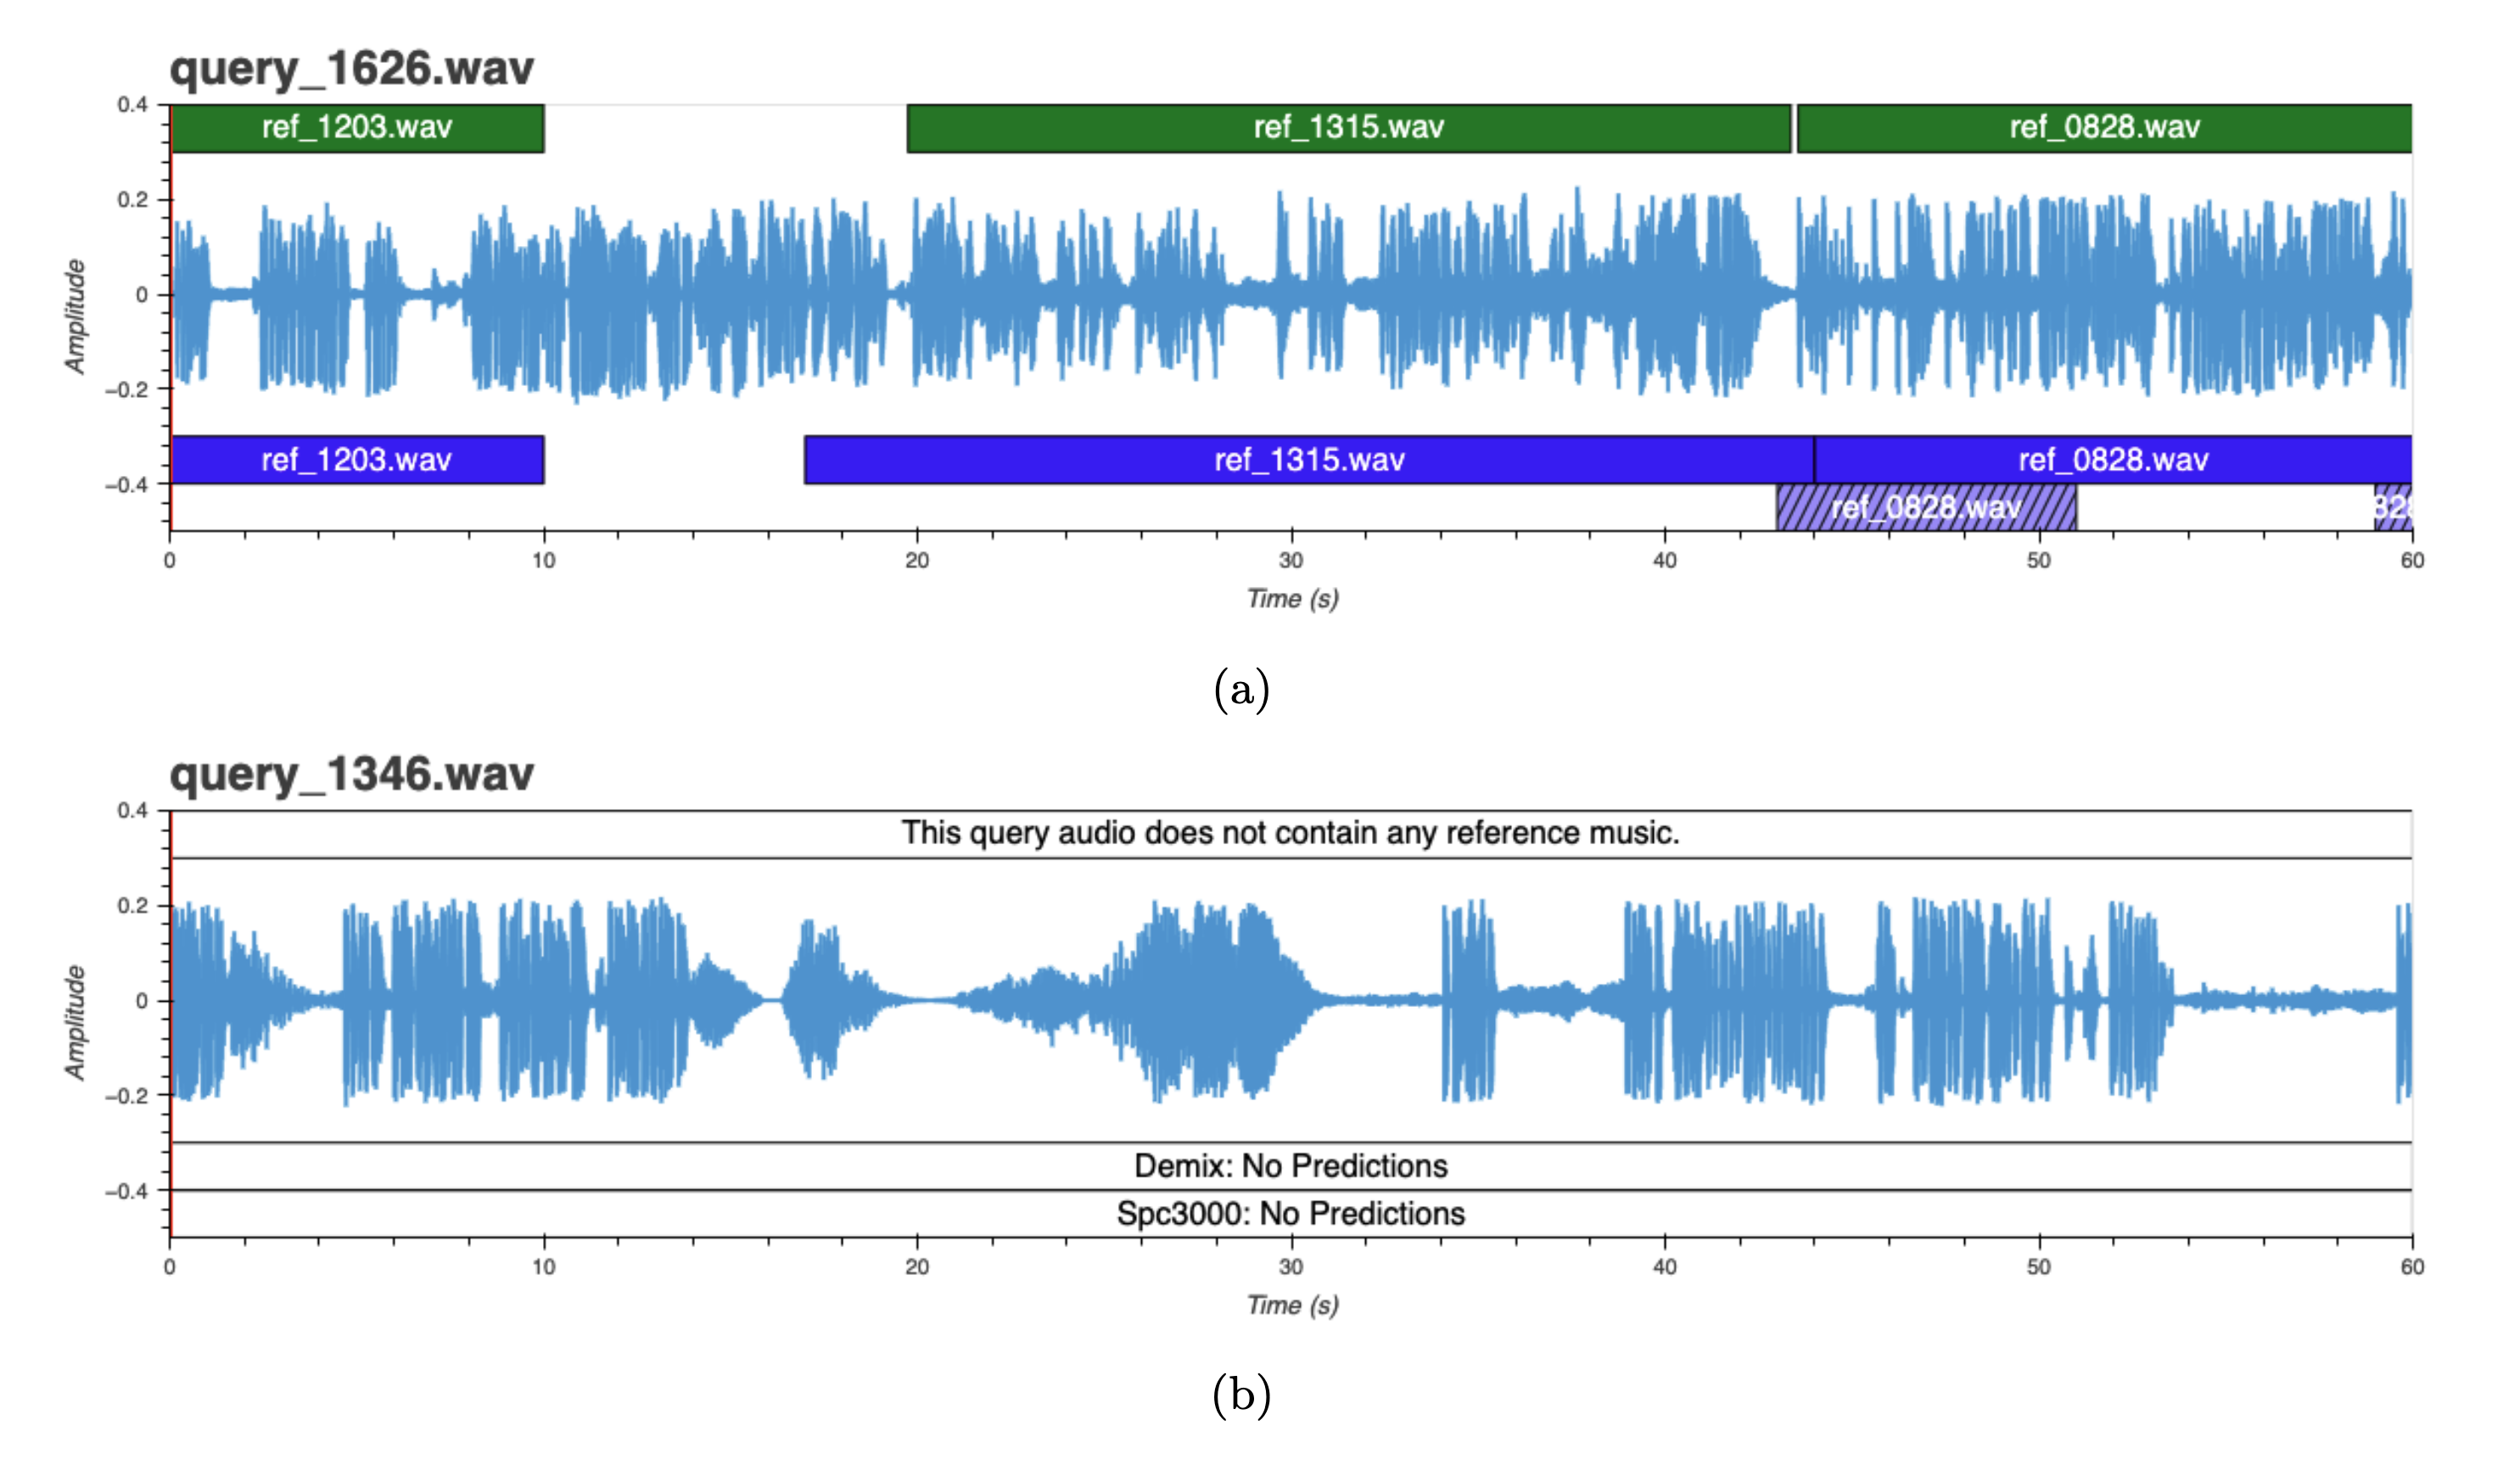 query_1626.wav
0.4
ref_1203.wav ref_1315.wav ref_0828.wav
0.2
0
Amplitude
−0.2
ref_1203.wav ref_1315.wav ref_0828.wav
−0.4
ref_0828.wav
0 10 20 30 40 50 60
Time (s)
(a)
query_1346.wav
0.4
This query audio does not contain any reference music.
0.2
0
Amplitude
−0.2
Demix: No Predictions
−0.4
Spc3000: No Predictions
0 10 20 30 40 50 60
Time (s)
(b)